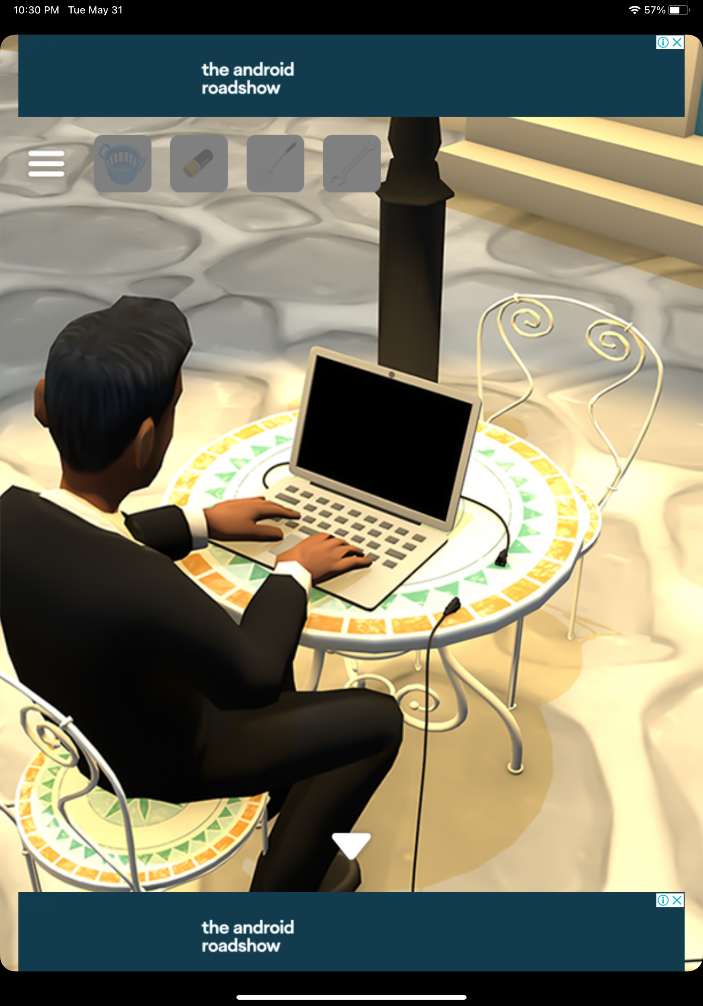 10:30 PM Tue May 31
57%
the android
roadshow
the android
roadshow